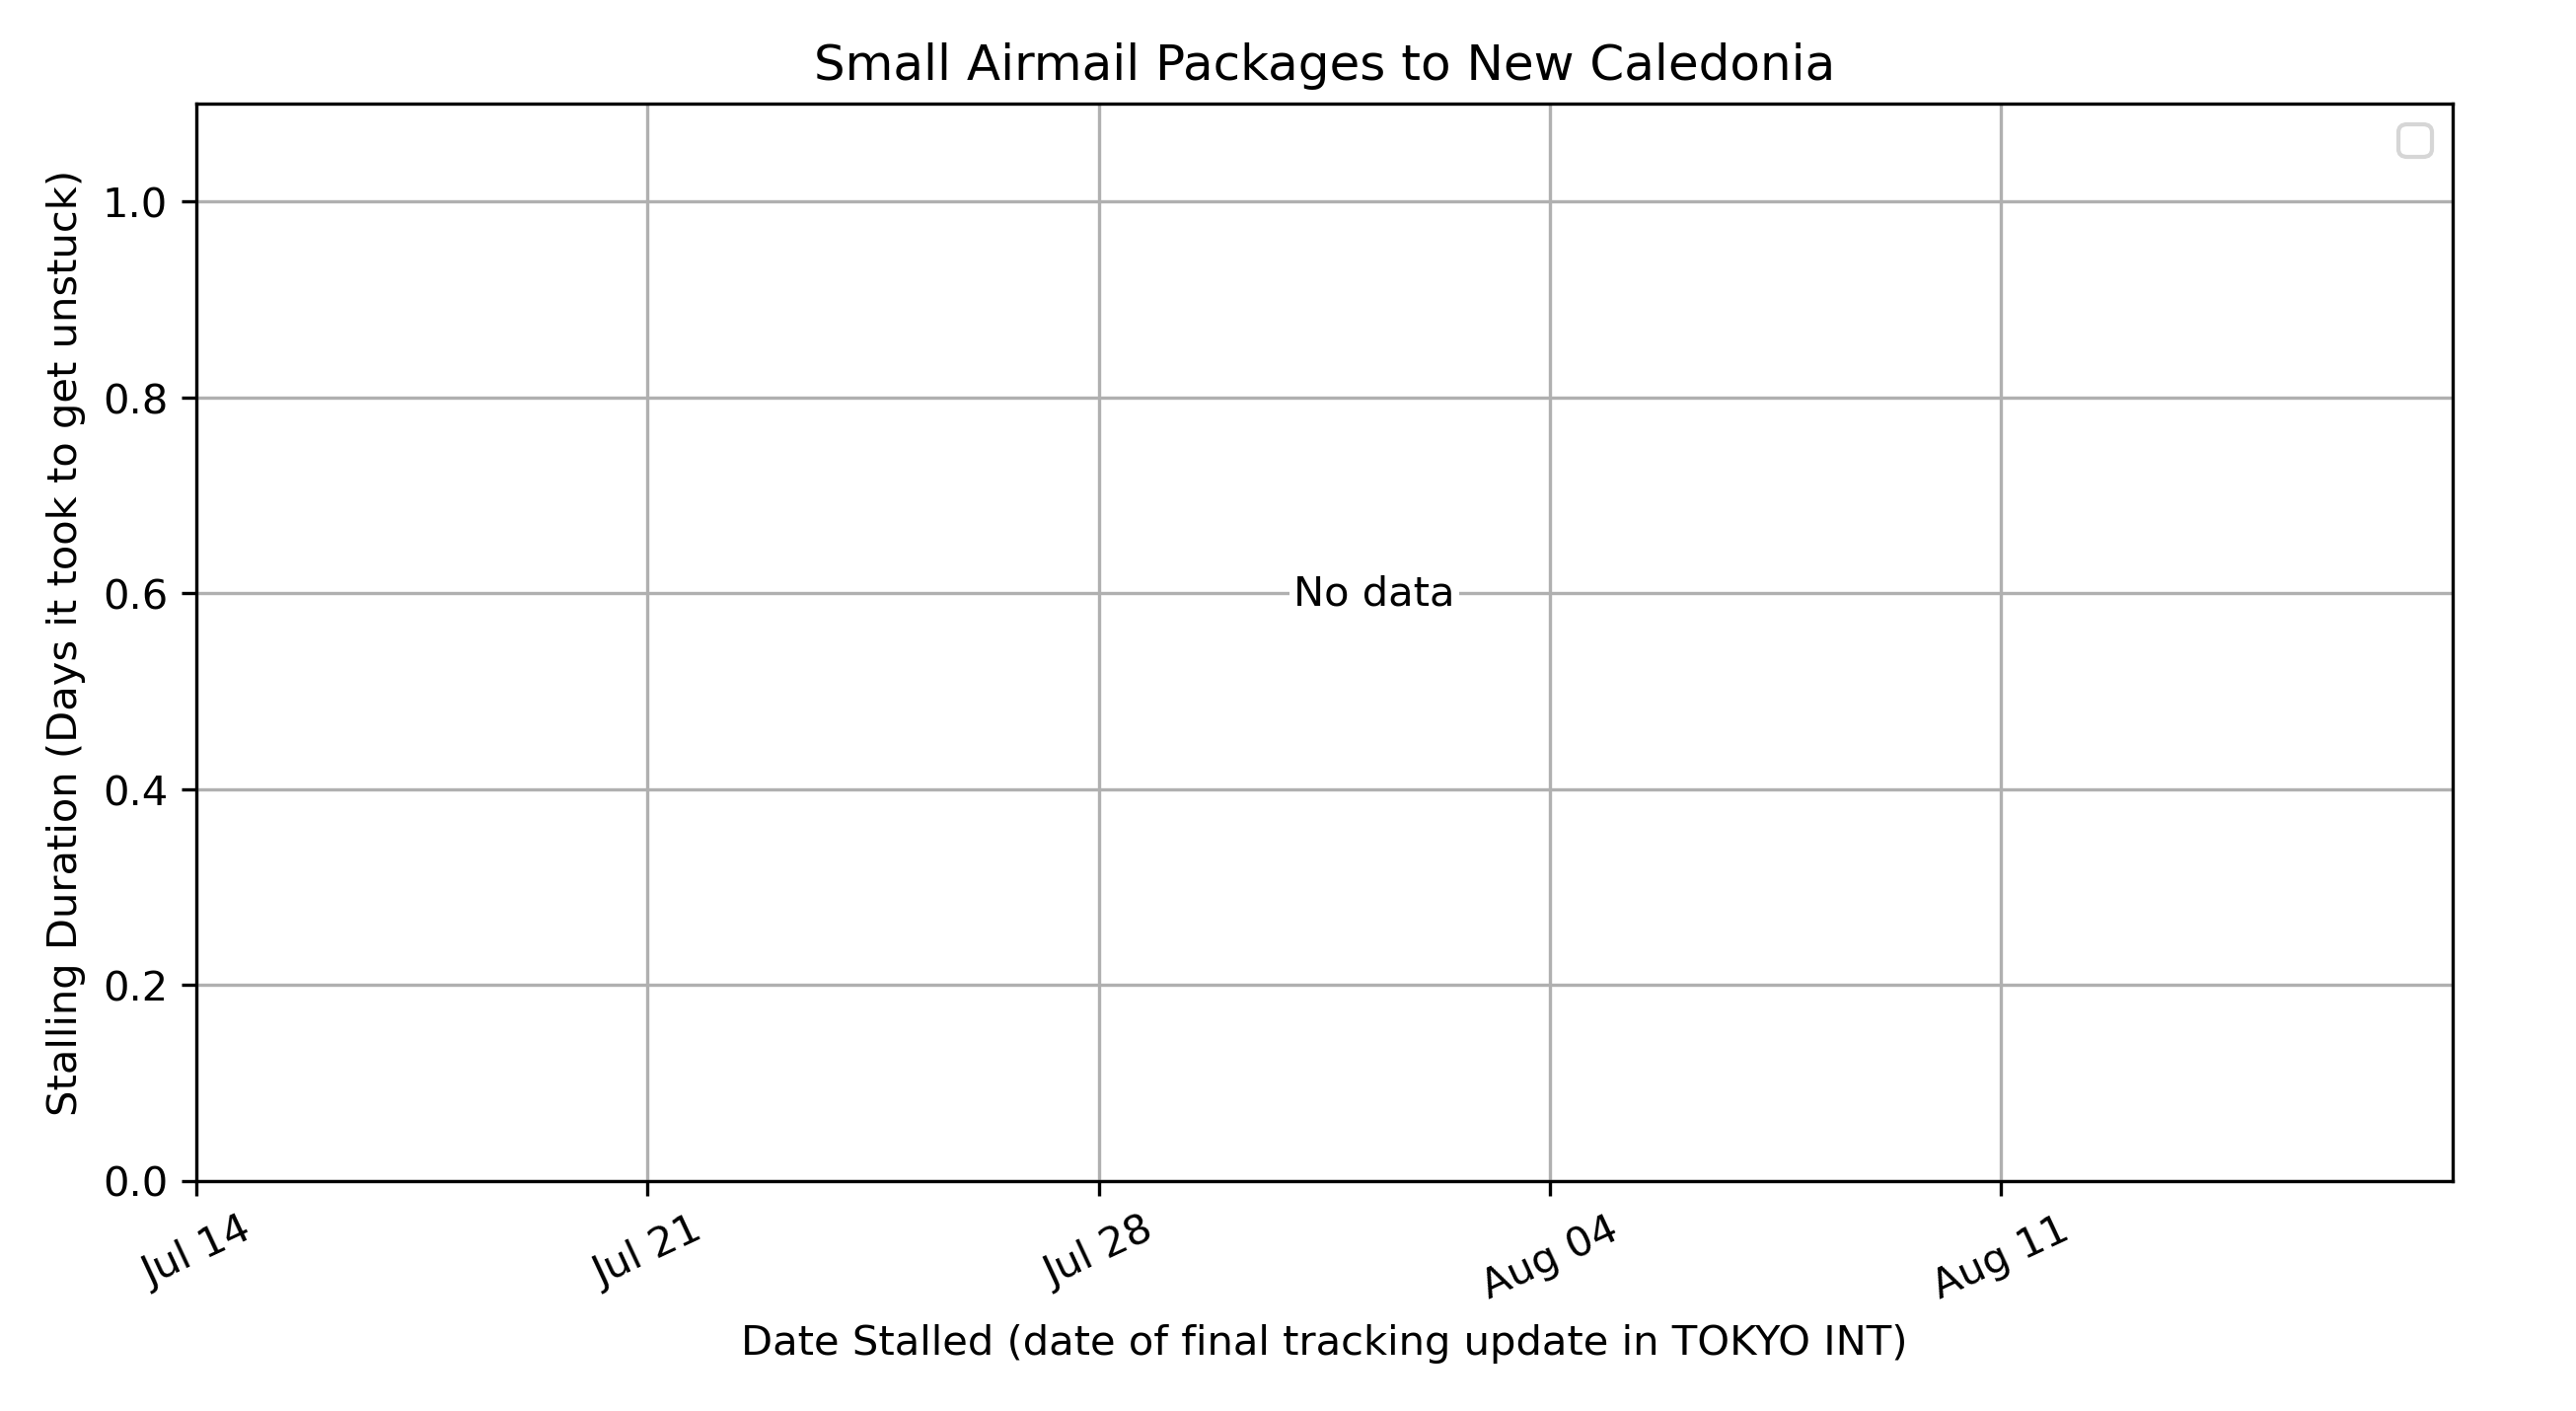 Small Airmail Packages to New Caledonia
Stalling Duration (Days it took to get unstuck)
1.0
0.8
0.6
0.4
0.2
0.0
No data
Jul 14
Jul 21
Jul 28
Aug 04
Aug 11
Date Stalled (date of final tracking update in TOKYO INT)